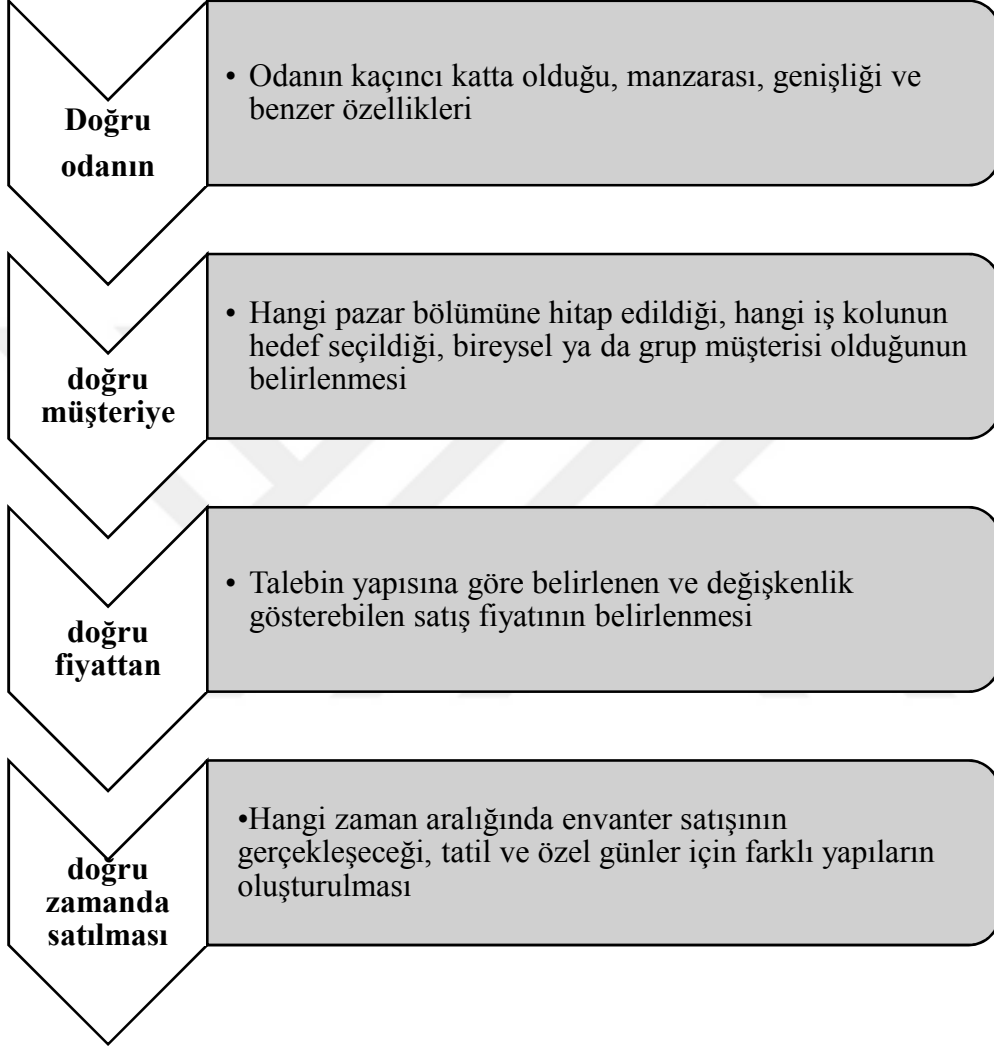 Doğru
odanın
• Odanın kaçıncı katta olduğu, manzarası, genişliği ve
benzer özellikleri
doğru
müşteriye
• Hangi pazar bölümüne hitap edildiği, hangi iş kolunun
hedef seçildiği, bireysel ya da grup müşterisi olduğunun
belirlenmesi
doğru
fiyattan
• Talebin yapısına göre belirlenen ve değişkenlik
gösterebilen satış fiyatının belirlenmesi
doğru
zamanda
satılması
•Hangi zaman aralığında envanter satışının
gerçekleşeceği, tatil ve özel günler için farklı yapıların
oluşturulması